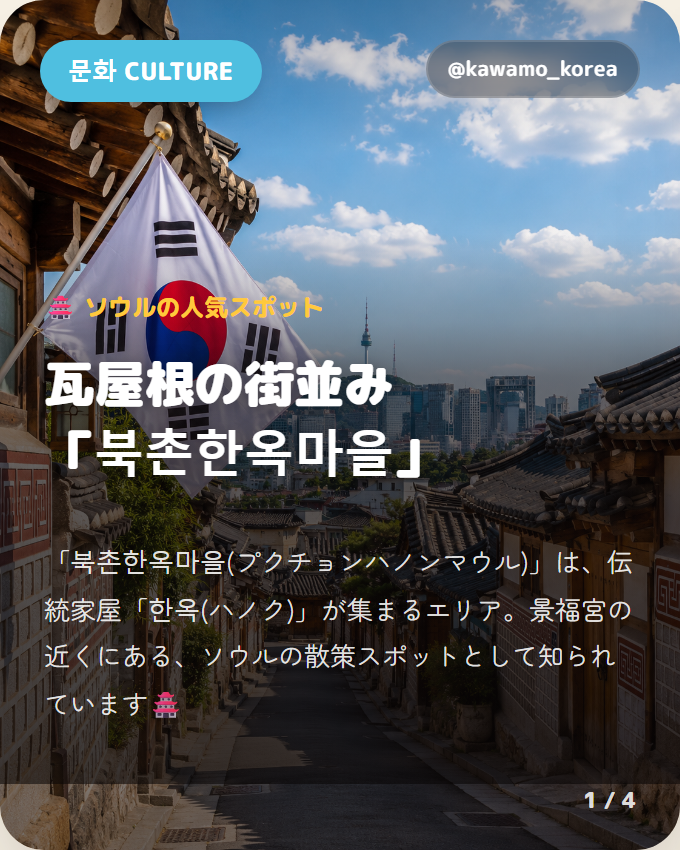 문화 CULTURE
@kawamo_korea
🏯 ソウルの人気スポット
瓦屋根の街並み
「북촌한옥마을」
「북촌한옥마을(プクチョンハノンマウル)」は、伝
統家屋「한옥(ハノク)」が集まるエリア。景福宮の
近くにある、ソウルの散策スポットとして知られ
ています🏯
1 / 4